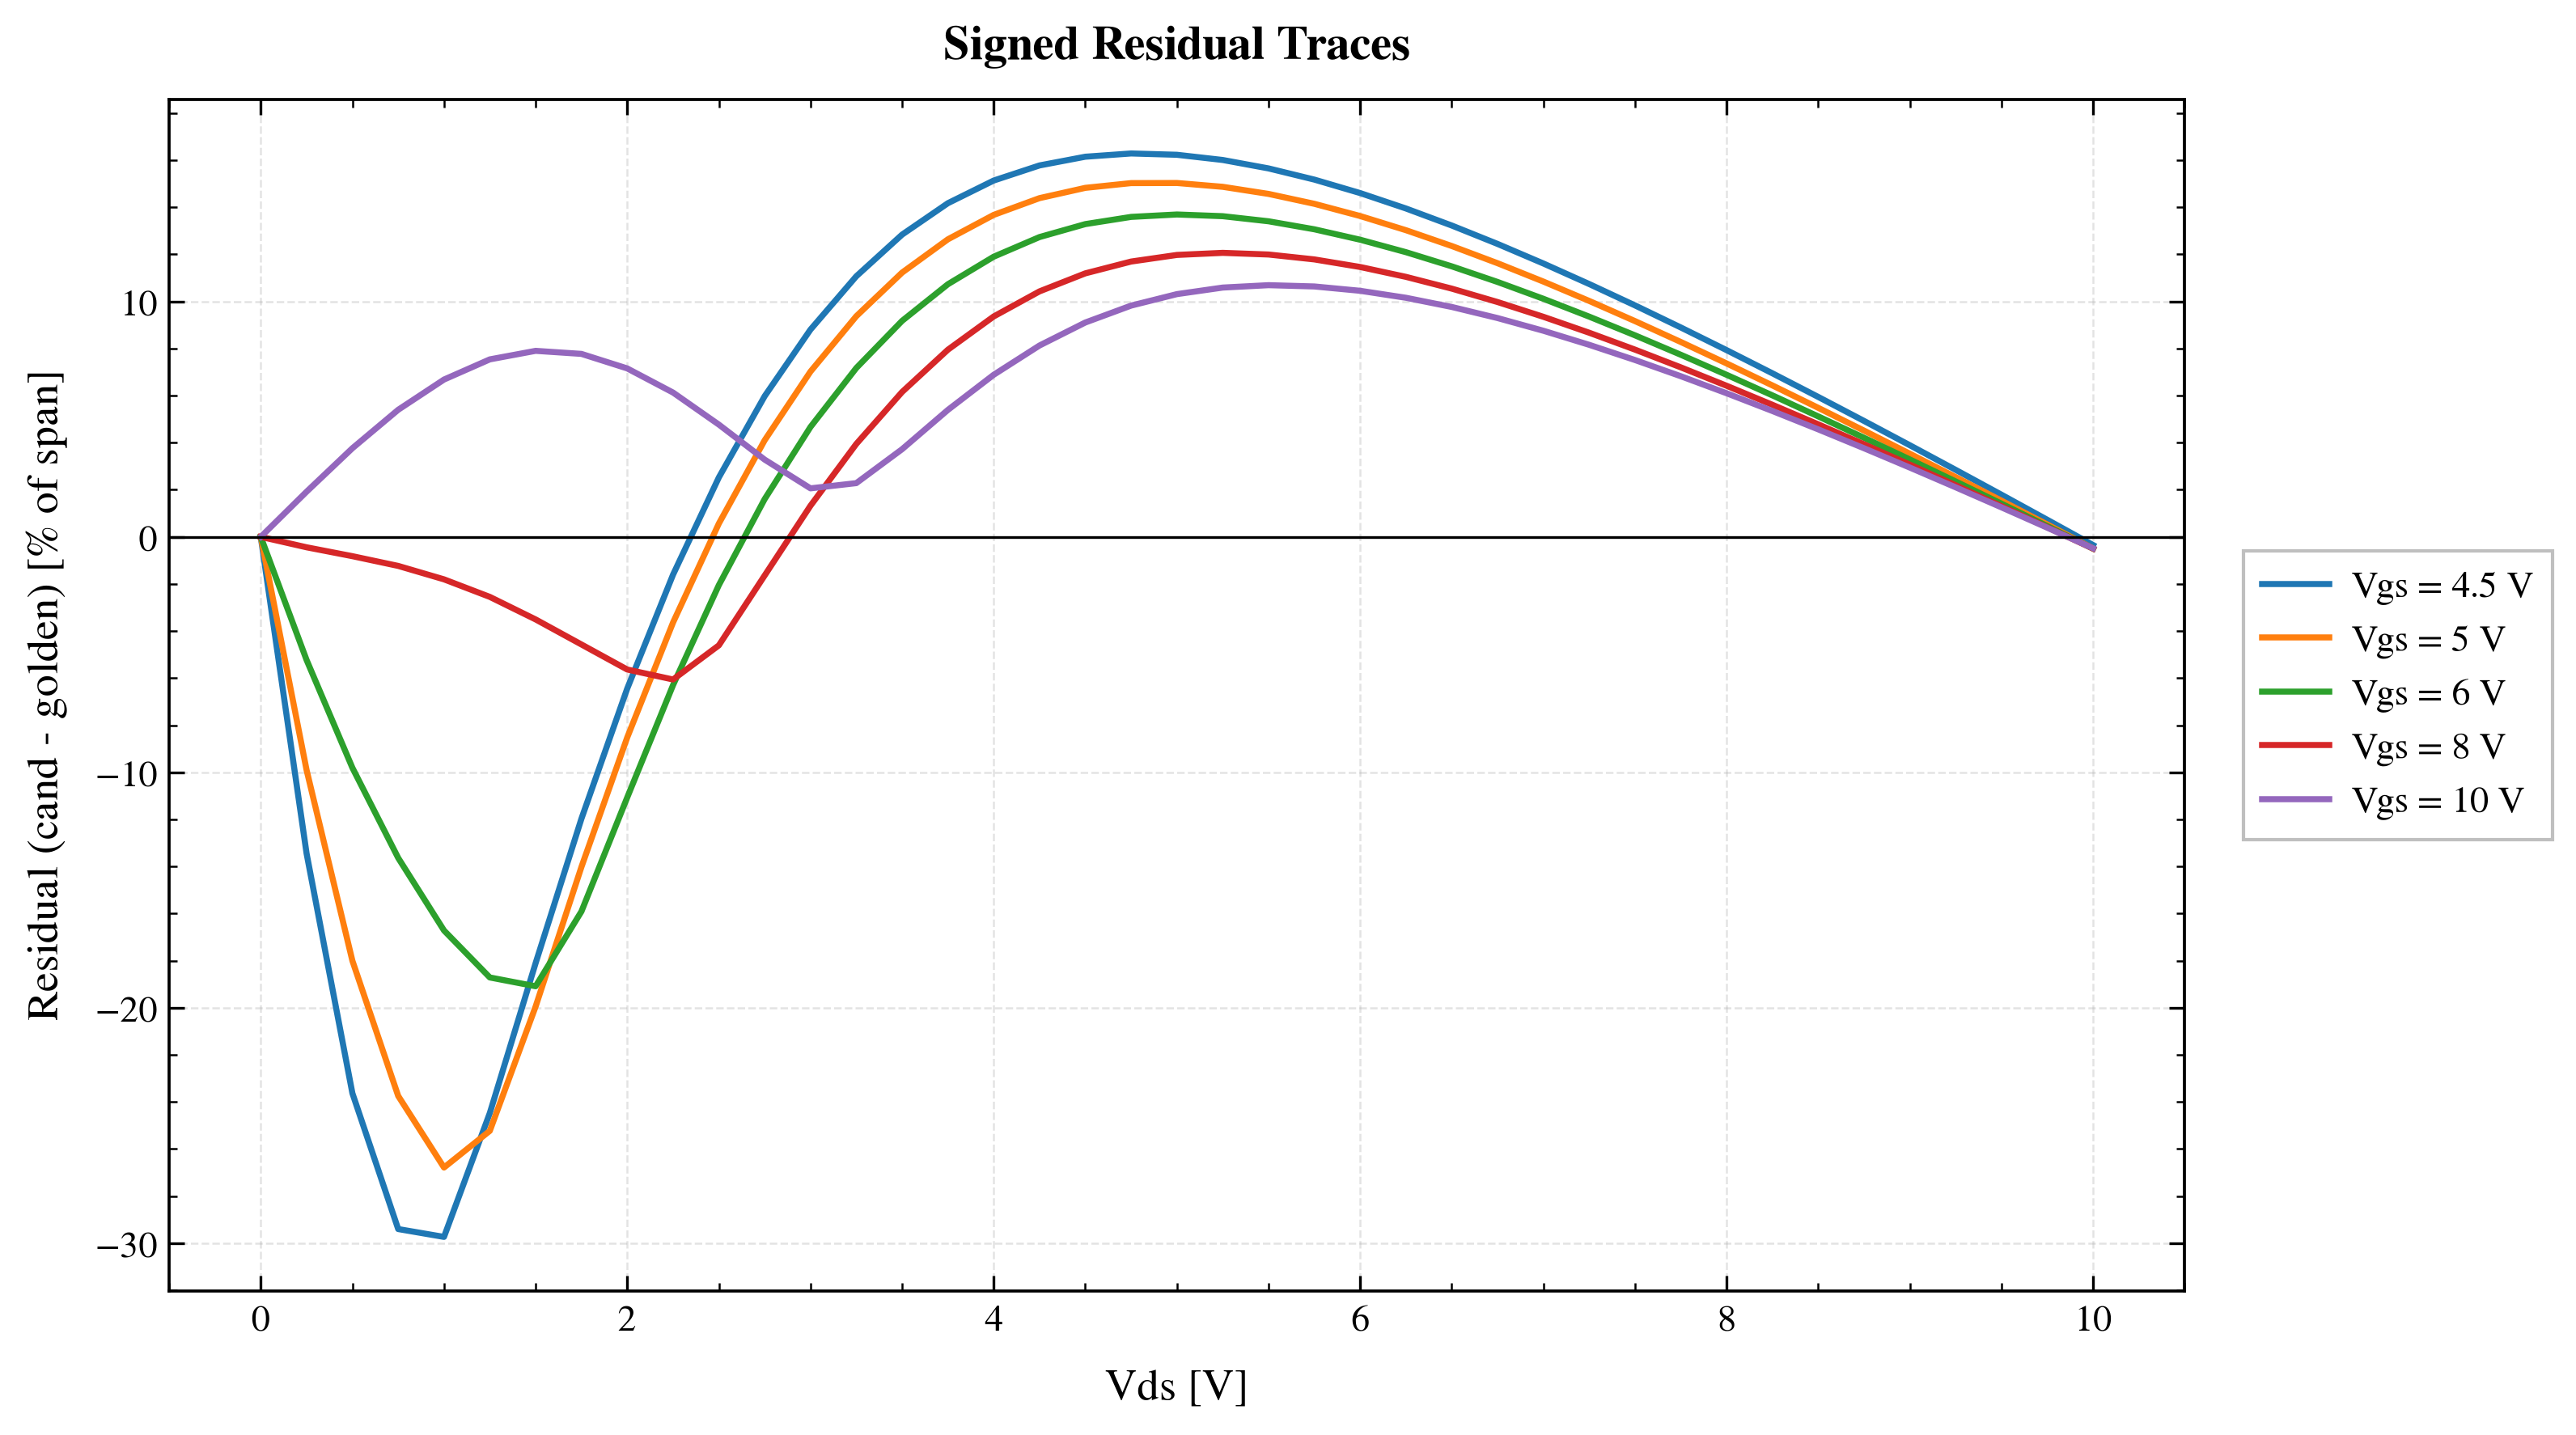 Signed Residual Traces
Residual (cand - golden) [% of span]
10
0
−10
−20
−30
0
2
4
6
8
10
Vds [V]
Vgs = 4.5 V
Vgs = 5 V
Vgs = 6 V
Vgs = 8 V
Vgs = 10 V